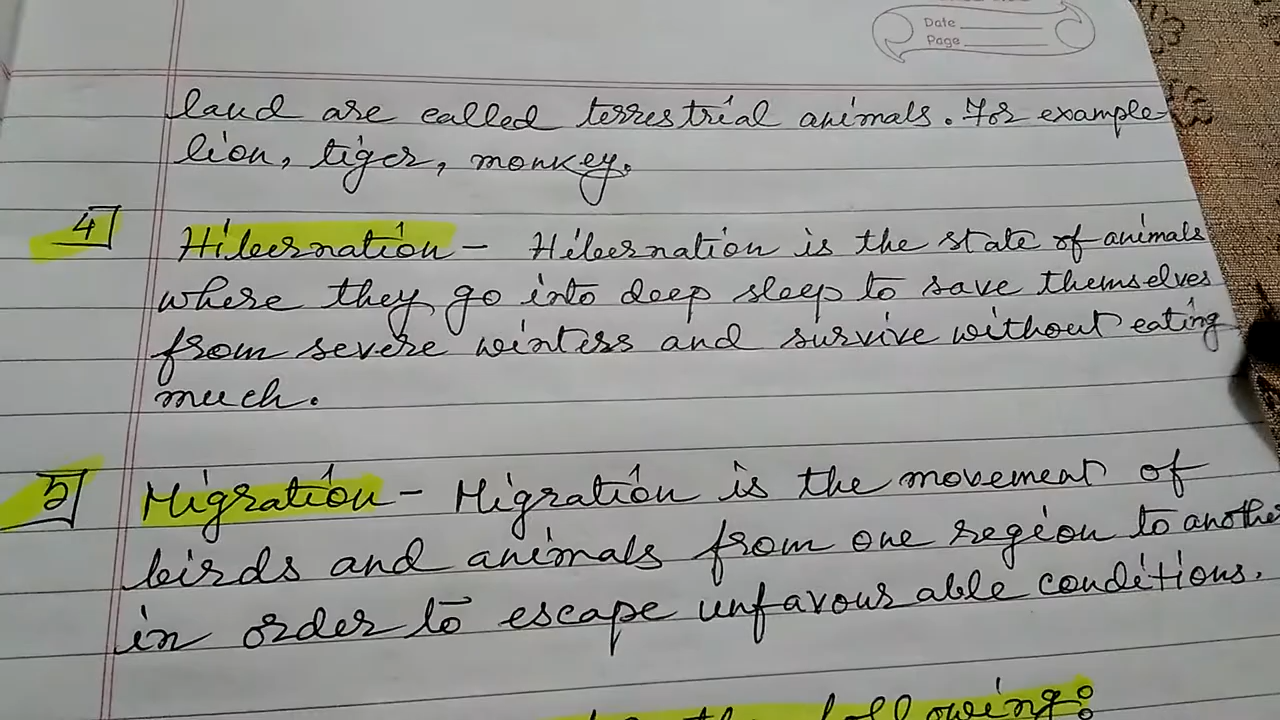 Date
Page
land are called terrestrial animals. For example-
lion, tiger, monkey.
4 Hibernation - Hibernation is the state of animals
where they go into deep sleep to save themselves
from severe winters and survive without eating
much.
5 Migration - Migration is the movement of
birds and animals from one region to another
in order to escape unfavourable conditions.
the following: